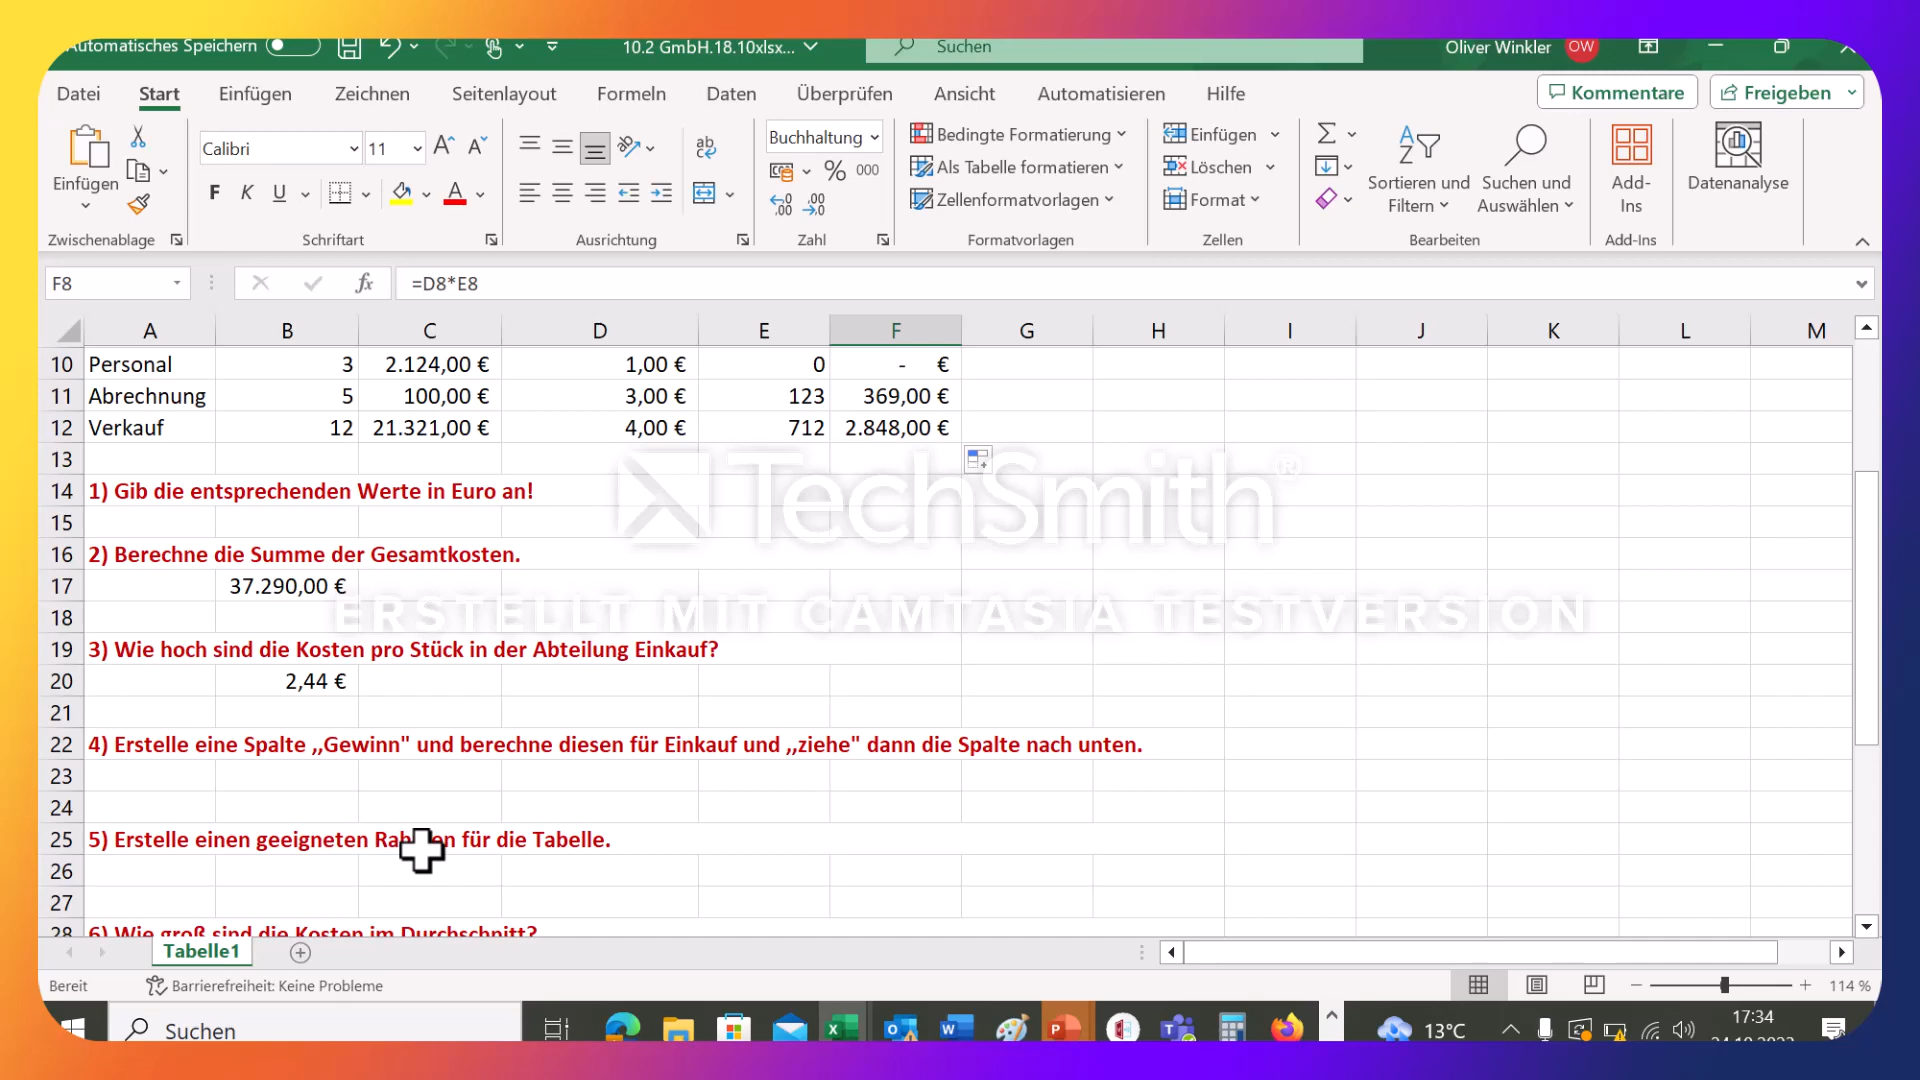 Automatisches Speichern
10.2 GmbH.18.10xlsx...
Suchen
Oliver Winkler OW
Datei Start Einfügen Zeichnen Seitenlayout Formeln Daten Überprüfen Ansicht Automatisieren Hilfe Kommentare Freigeben
Einfügen
Zwischenablage
Calibri 11
F K U
Schriftart
Ausrichtung
Buchhaltung
% 000
Zahl
Bedingte Formatierung
Als Tabelle formatieren
Zellenformatvorlagen
Formatvorlagen
Einfügen
Löschen
Format
Zellen
Sortieren und Filtern
Suchen und Auswählen
Bearbeiten
Add-Ins
Add-Ins
Datenanalyse
F8 fx =D8*E8
A B C D E F G H I J K L M
10 Personal 3 2.124,00 € 1,00 € 0 - €
11 Abrechnung 5 100,00 € 3,00 € 123 369,00 €
12 Verkauf 12 21.321,00 € 4,00 € 712 2.848,00 €
13
TechSmith®
14 1) Gib die entsprechenden Werte in Euro an!
15
16 2) Berechne die Summe der Gesamtkosten.
17 37.290,00 €
ERSTELLT MIT CAMTASIA TESTVERSION
18
19 3) Wie hoch sind die Kosten pro Stück in der Abteilung Einkauf?
20 2,44 €
21
22 4) Erstelle eine Spalte ,,Gewinn" und berechne diesen für Einkauf und ,,ziehe" dann die Spalte nach unten.
23
24
25 5) Erstelle einen geeigneten Rahmen für die Tabelle.
26
27
28 6) Wie groß sind die Kosten im Durchschnitt?
Tabelle1
Bereit Barrierefreiheit: Keine Probleme 114 %
Suchen
13°C
17:34